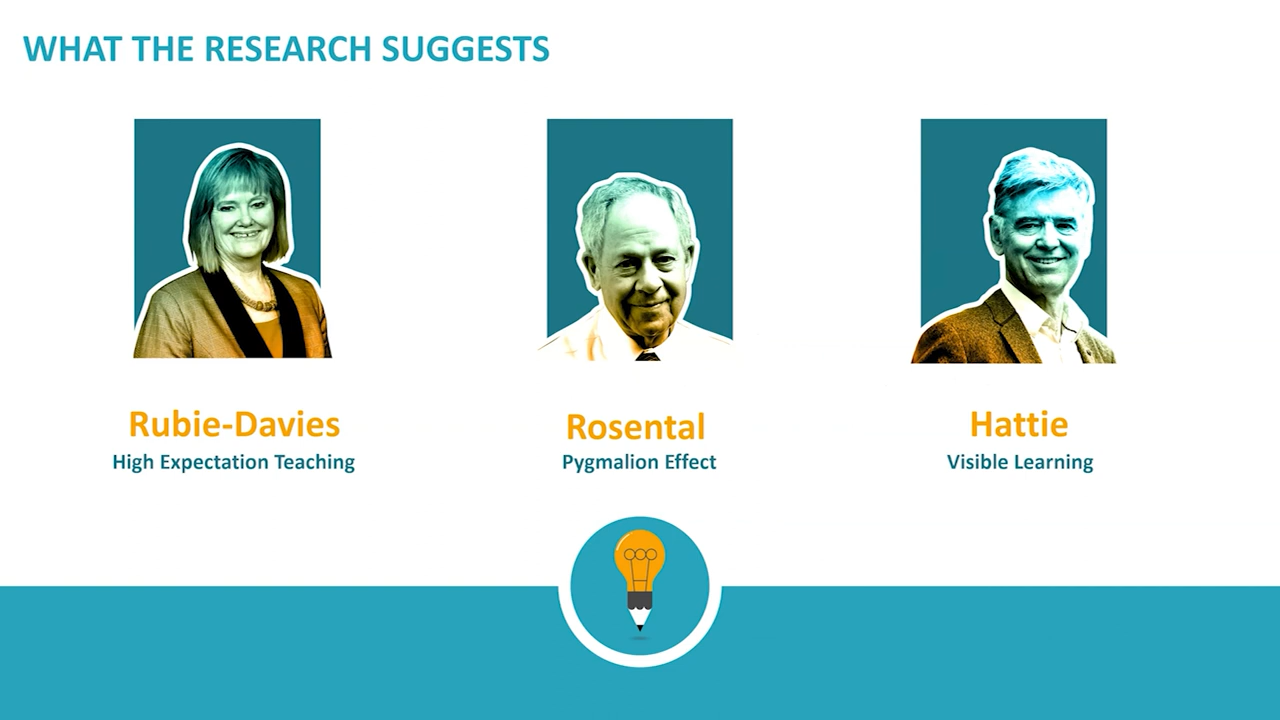 WHAT THE RESEARCH SUGGESTS
Rubie-Davies
High Expectation Teaching
Rosental
Pygmalion Effect
Hattie
Visible Learning